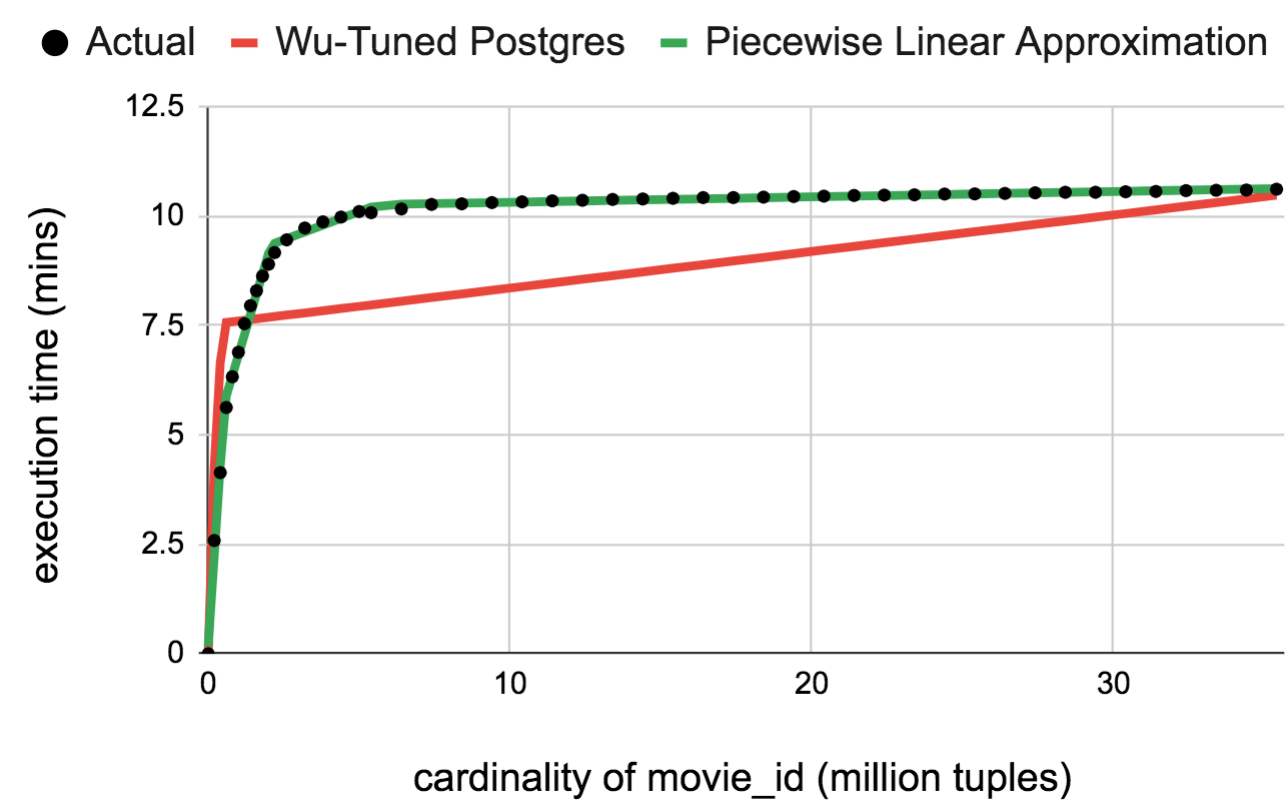 Actual Wu-Tuned Postgres Piecewise Linear Approximation
12.5
10
7.5
5
2.5
0
execution time (mins)
0 10 20 30
cardinality of movie_id (million tuples)